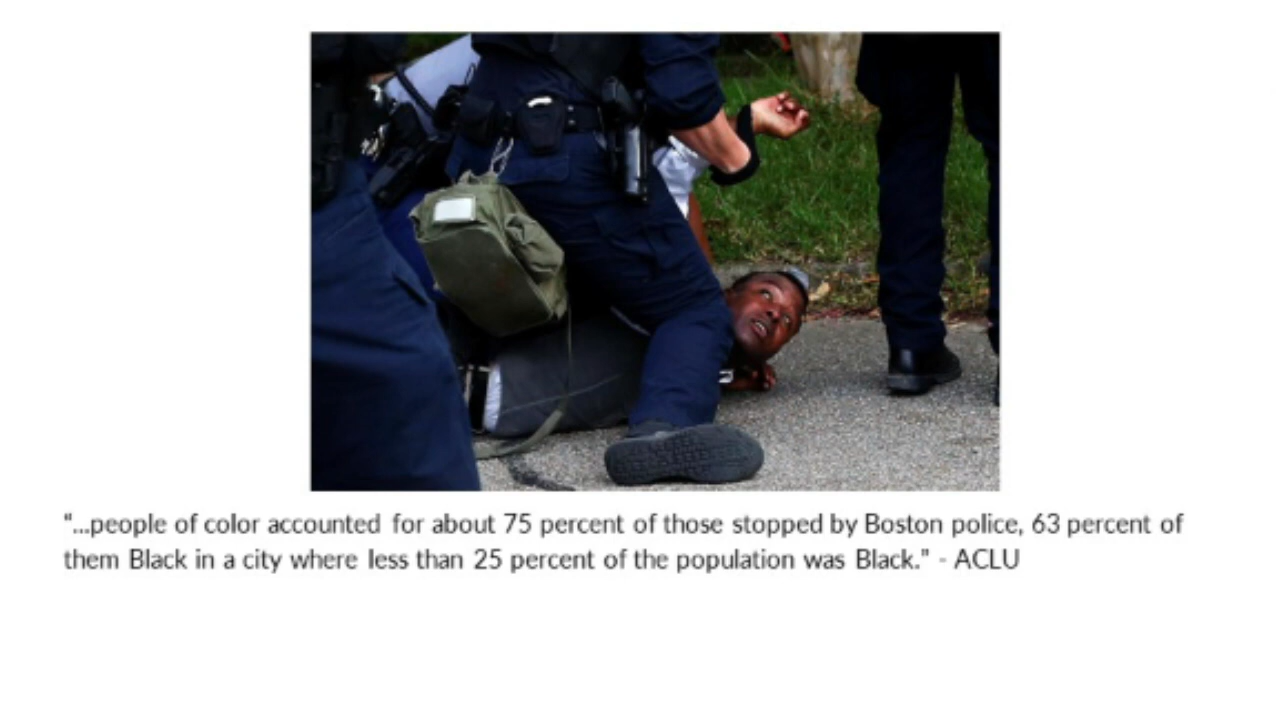 "...people of color accounted for about 75 percent of those stopped by Boston police, 63 percent of
them Black in a city where less than 25 percent of the population was Black." - ACLU